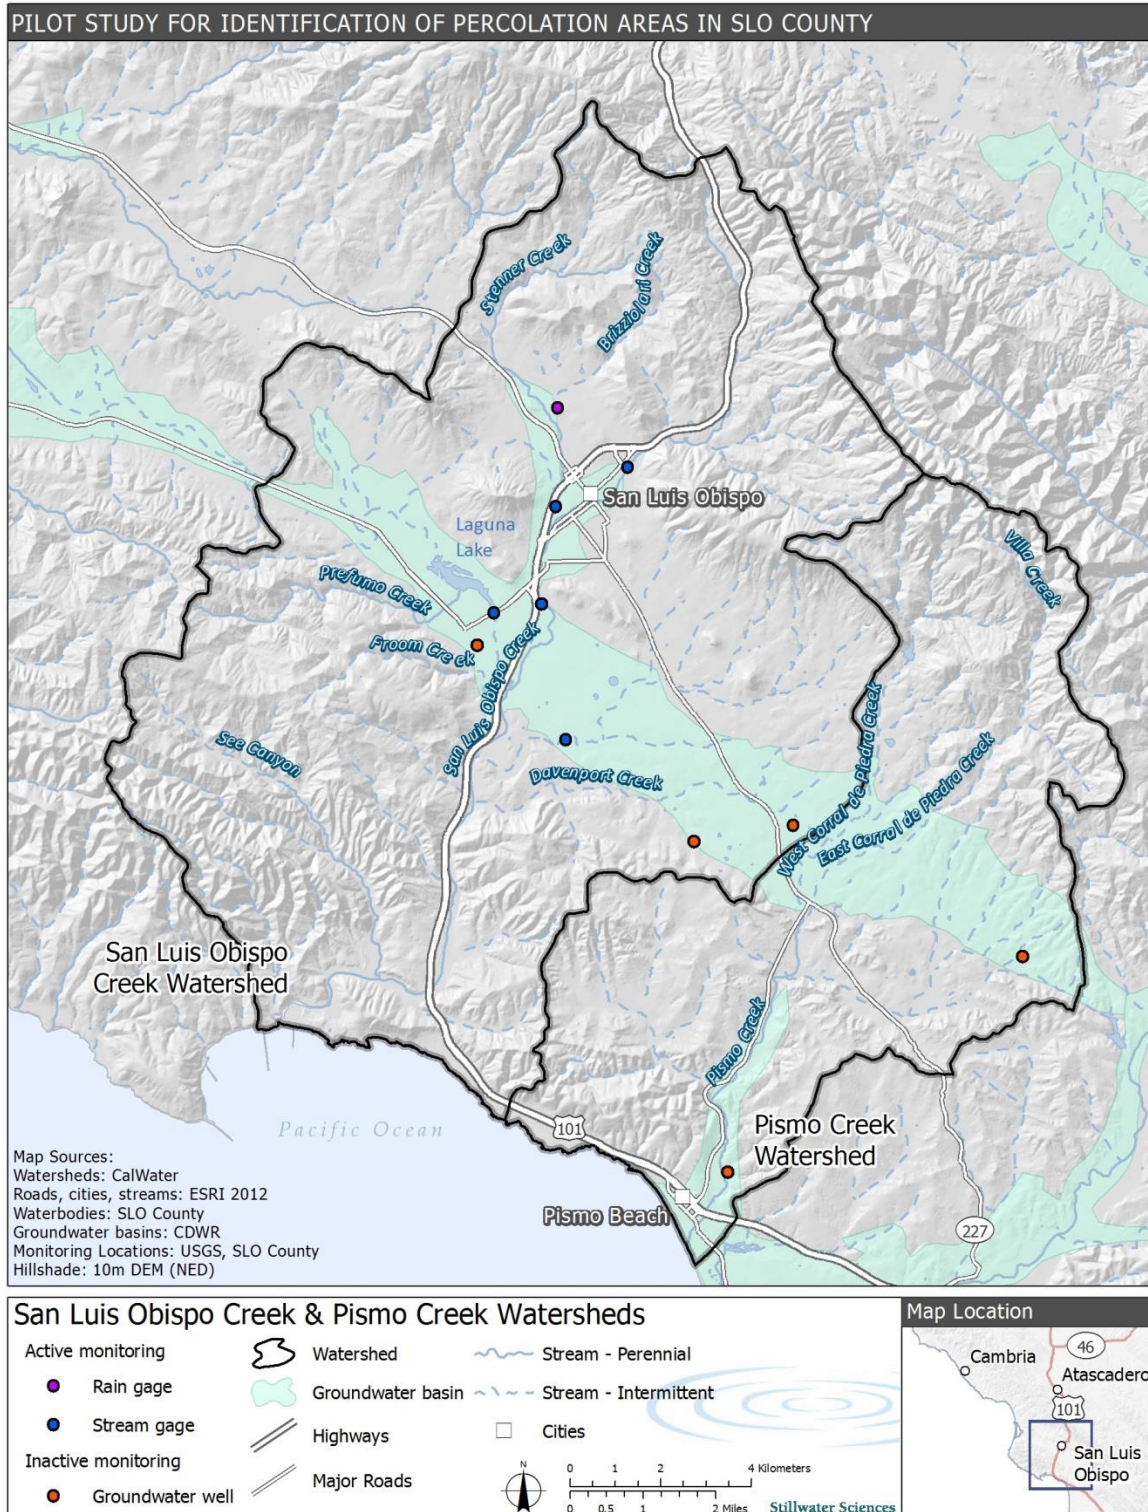 PILOT STUDY FOR IDENTIFICATION OF PERCOLATION AREAS IN SLO COUNTY
Stenner Creek
Brizziolari Creek
San Luis Obispo
Laguna
Lake
Villa Creek
Prefumo Creek
Froom Creek
San Luis Obispo Creek
See Canyon
Davenport Creek
West Corral de Piedra Creek
East Corral de Piedra Creek
San Luis Obispo
Creek Watershed
Pismo Creek
Pacific Ocean
101
Pismo Creek
Watershed
Pismo Beach
227
Map Sources:
Watersheds: CalWater
Roads, cities, streams: ESRI 2012
Waterbodies: SLO County
Groundwater basins: CDWR
Monitoring Locations: USGS, SLO County
Hillshade: 10m DEM (NED)
San Luis Obispo Creek & Pismo Creek Watersheds
Active monitoring
Rain gage
Stream gage
Inactive monitoring
Groundwater well
Watershed
Groundwater basin
Highways
Major Roads
Stream - Perennial
Stream - Intermittent
Cities
N
0 1 2 4 Kilometers
0 0.5 1 2 Miles
Stillwater Sciences
Map Location
46
Cambria
Atascadero
101
San Luis
Obispo